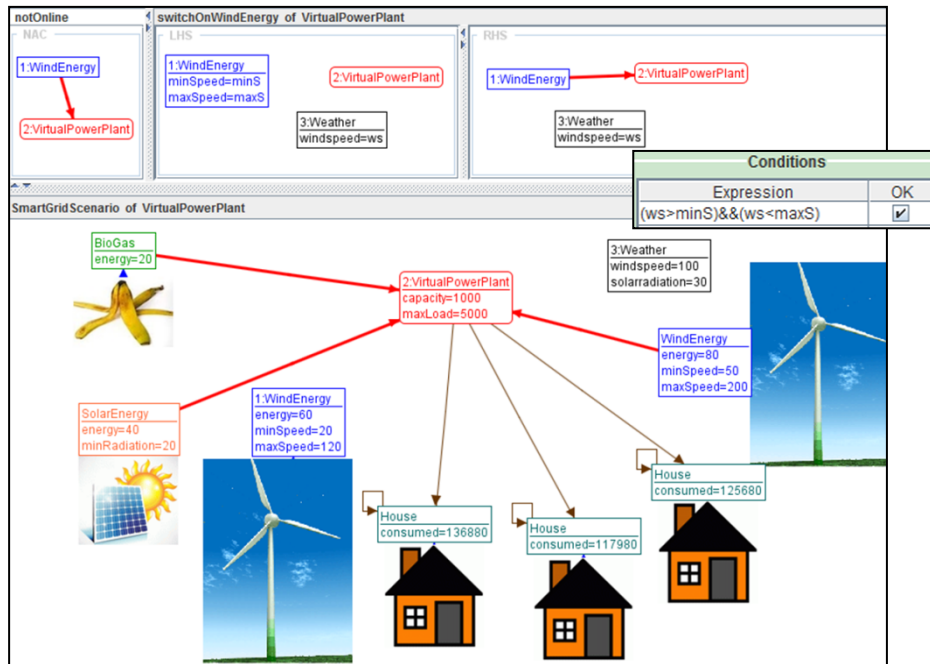 notOnline
switchOnWindEnergy of VirtualPowerPlant
NAC
1:WindEnergy
2:VirtualPowerPlant
LHS
1:WindEnergy
minSpeed=minS
maxSpeed=maxS
2:VirtualPowerPlant
3:Weather
windspeed=ws
RHS
1:WindEnergy
2:VirtualPowerPlant
3:Weather
windspeed=ws
Conditions
Expression OK
(ws>minS)&&(ws<maxS)
SmartGridScenario of VirtualPowerPlant
BioGas
energy=20
2:VirtualPowerPlant
capacity=1000
maxLoad=5000
3:Weather
windspeed=100
solarradiation=30
WindEnergy
energy=80
minSpeed=50
maxSpeed=200
SolarEnergy
energy=40
minRadiation=20
1:WindEnergy
energy=60
minSpeed=20
maxSpeed=120
House
consumed=136880
House
consumed=117980
House
consumed=125680